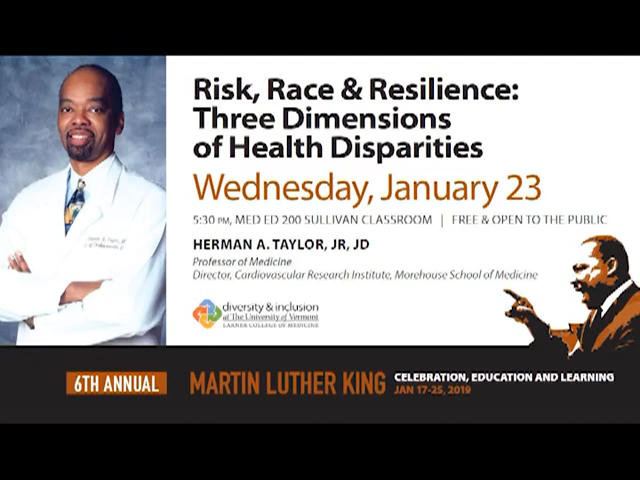 Risk, Race & Resilience:
Three Dimensions
of Health Disparities
Wednesday, January 23
5:30 PM, MED ED 200 SULLIVAN CLASSROOM | FREE & OPEN TO THE PUBLIC
HERMAN A. TAYLOR, JR, JD
Professor of Medicine
Director, Cardiovascular Research Institute, Morehouse School of Medicine
diversity & inclusion
at The University of Vermont
LARNER COLLEGE OF MEDICINE
6TH ANNUAL
MARTIN LUTHER KING
CELEBRATION, EDUCATION AND LEARNING
JAN 17-25, 2019